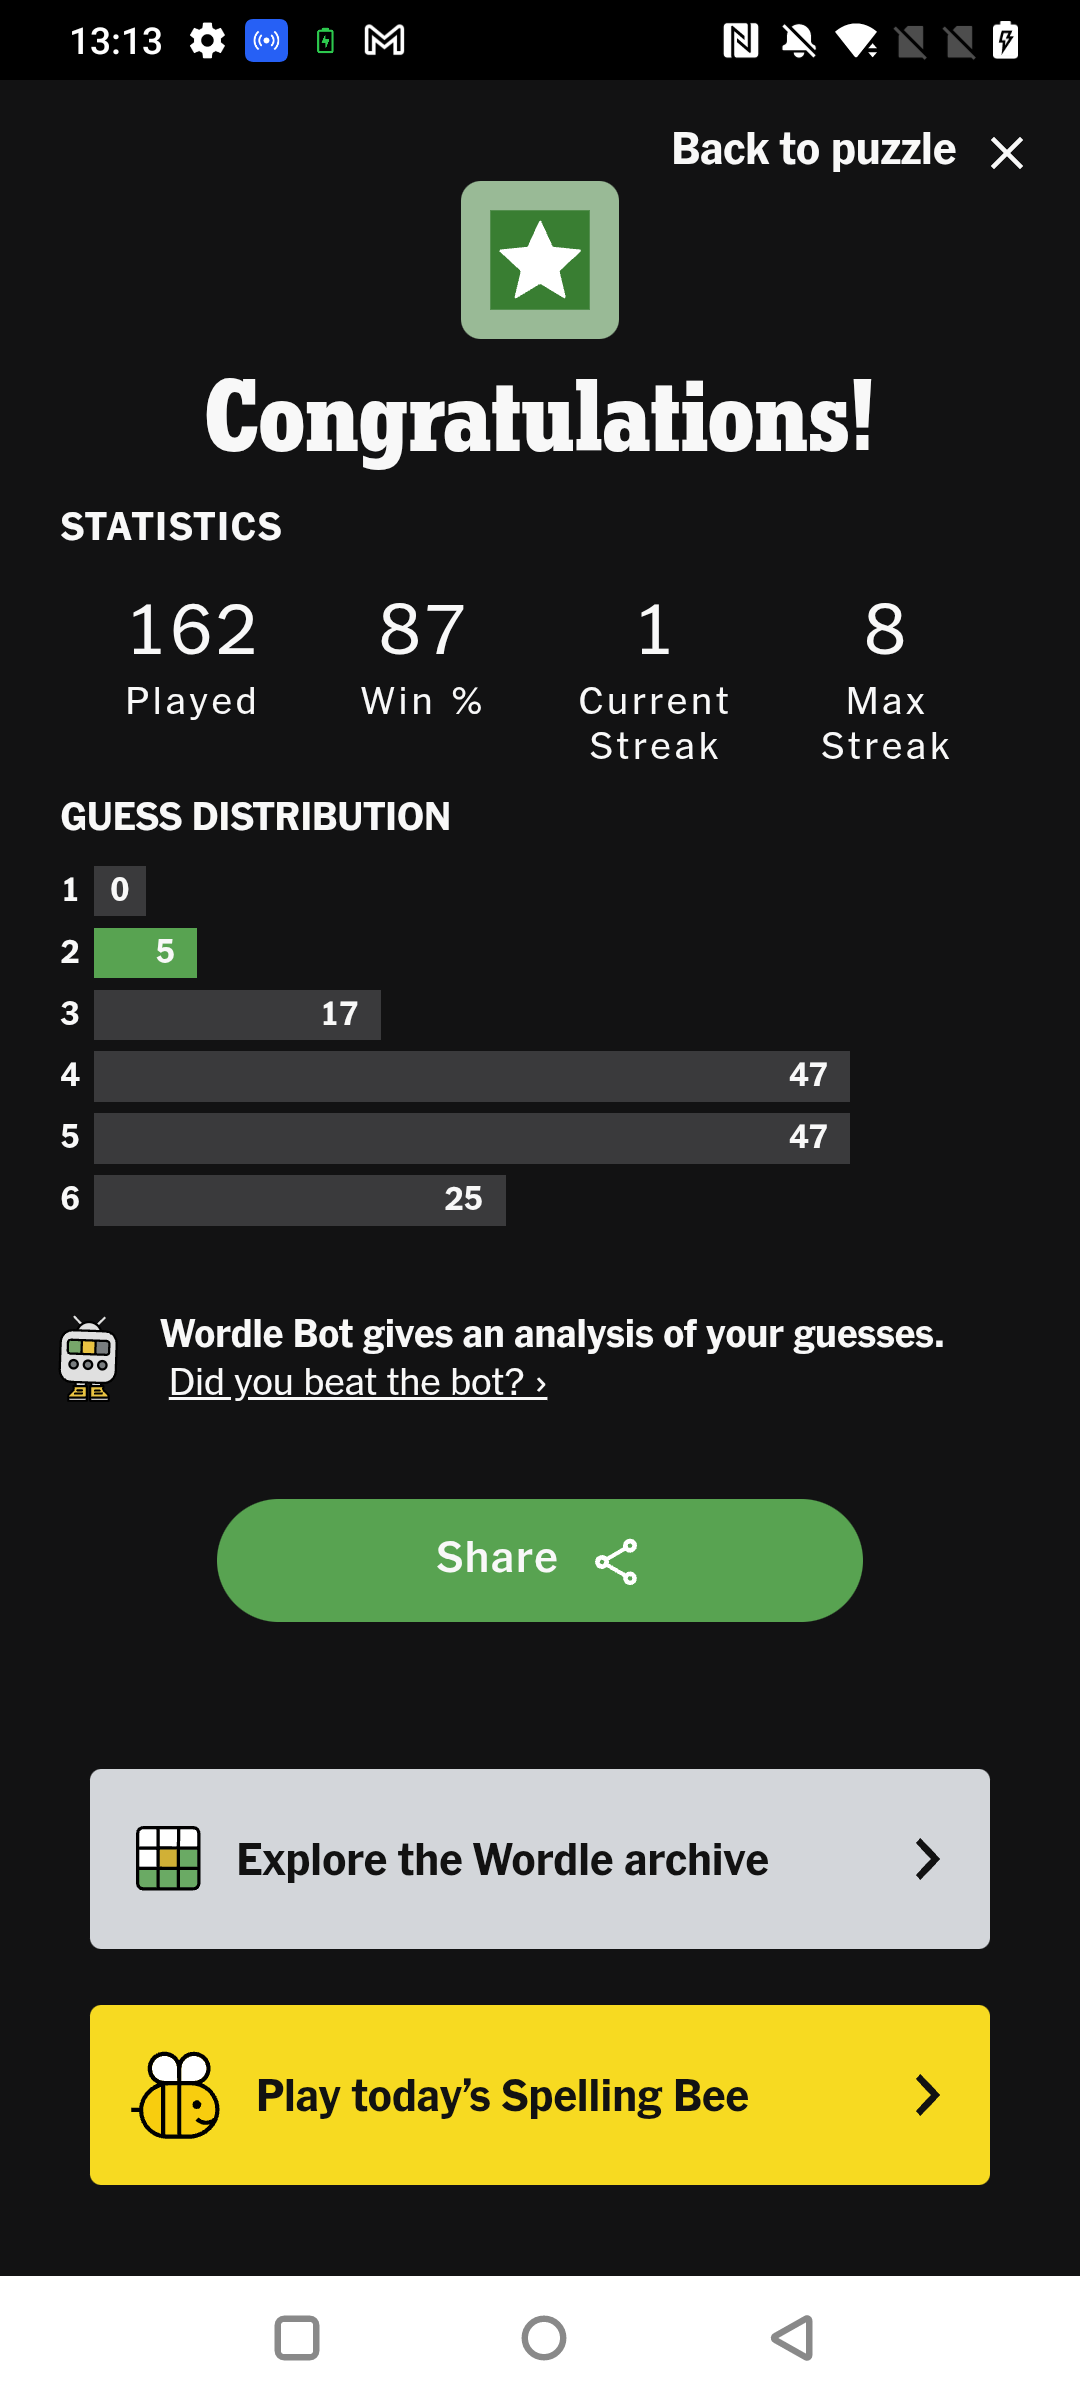 13:13
Back to puzzle
Congratulations!
STATISTICS
162 87 1 8
Played Win % Current Max
Streak Streak
GUESS DISTRIBUTION
1 0
2 5
3 17
4 47
5 47
6 25
Wordle Bot gives an analysis of your guesses.
Did you beat the bot? ›
Share
Explore the Wordle archive
Play today’s Spelling Bee